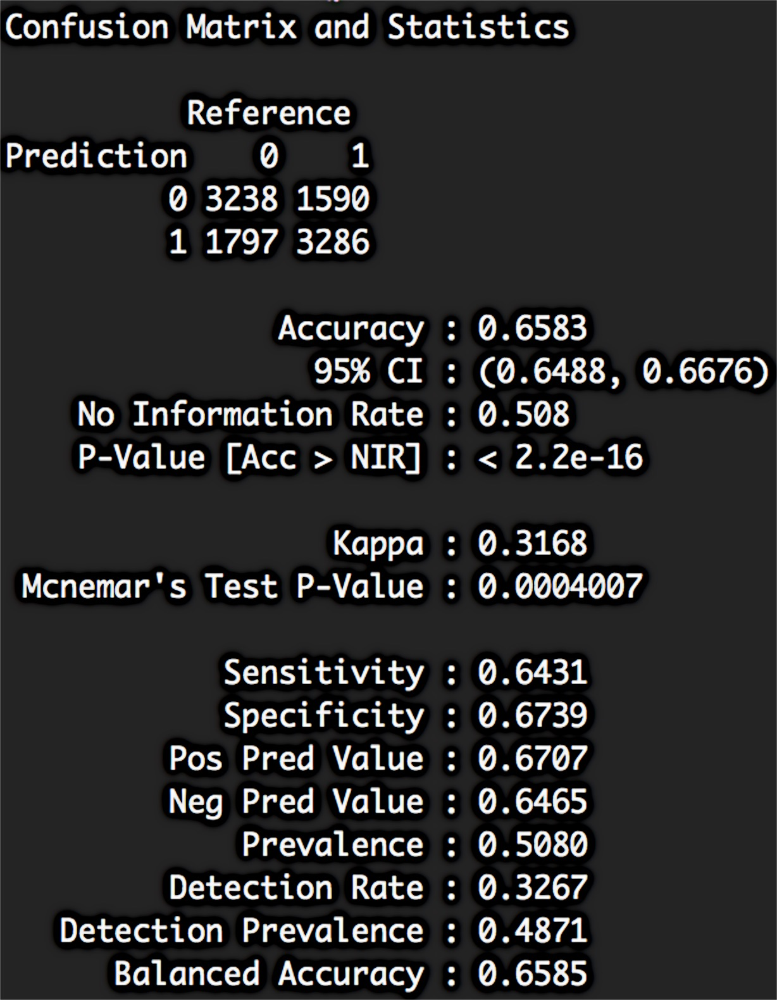 Confusion Matrix and Statistics
Reference
Prediction 0 1
0 3238 1590
1 1797 3286
Accuracy : 0.6583
95% CI : (0.6488, 0.6676)
No Information Rate : 0.508
P-Value [Acc > NIR] : < 2.2e-16
Kappa : 0.3168
Mcnemar's Test P-Value : 0.0004007
Sensitivity : 0.6431
Specificity : 0.6739
Pos Pred Value : 0.6707
Neg Pred Value : 0.6465
Prevalence : 0.5080
Detection Rate : 0.3267
Detection Prevalence : 0.4871
Balanced Accuracy : 0.6585